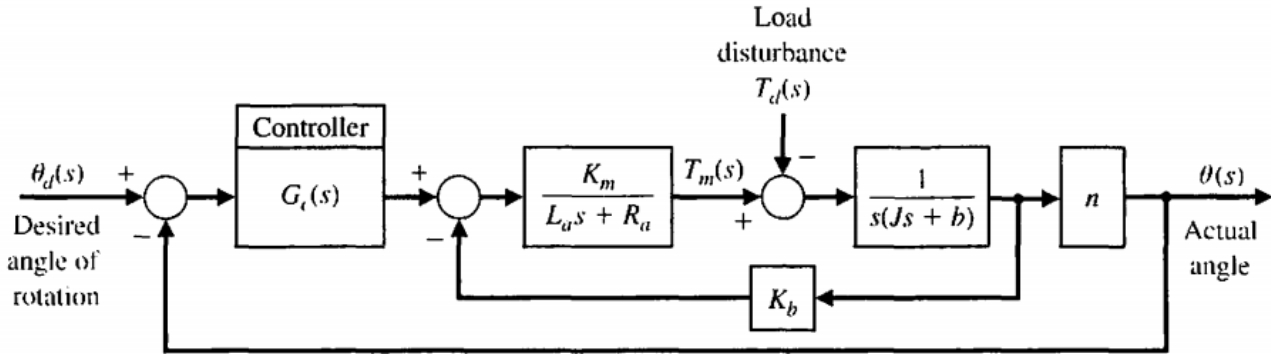 Load
disturbance
T_d(s)
Controller
θ_d(s)
+
G_c(s)
+
K_m
L_a s + R_a
T_m(s)
−
1
s(Js + b)
n
θ(s)
Desired
angle of
rotation
−
−
+
K_b
Actual
angle